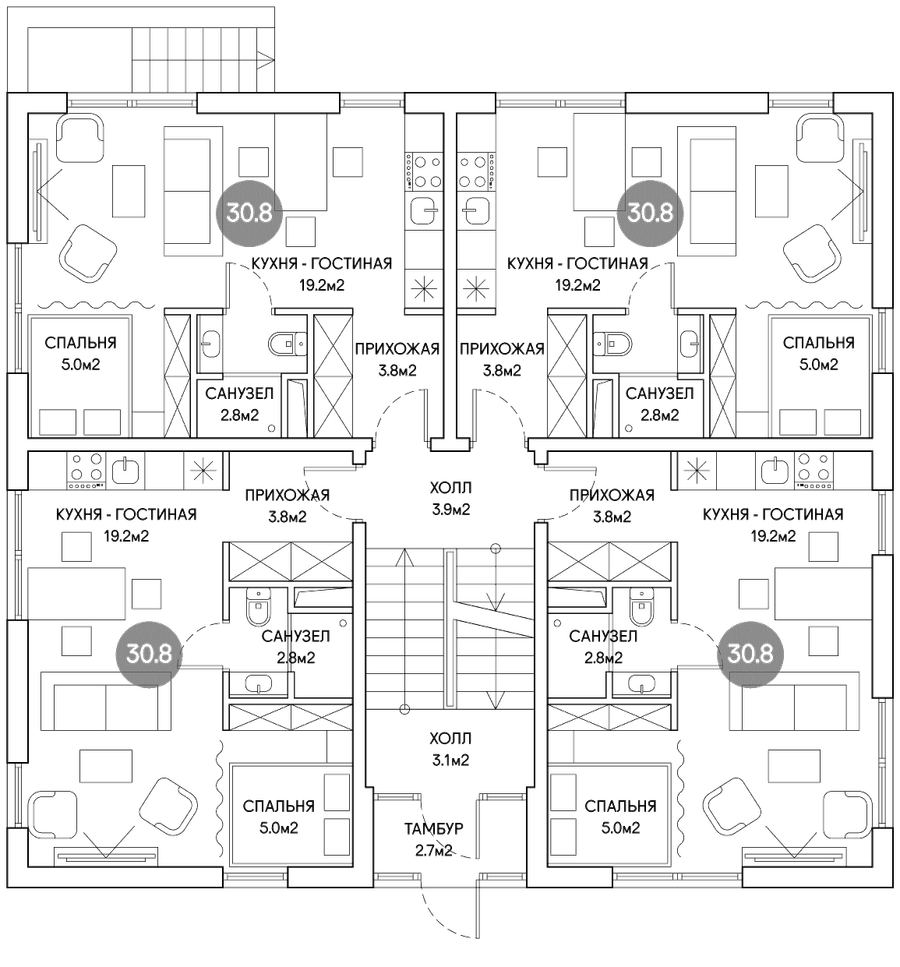 30.8
КУХНЯ - ГОСТИНАЯ
19.2м2
СПАЛЬНЯ
5.0м2
САНУЗЕЛ
2.8м2
ПРИХОЖАЯ
3.8м2
30.8
КУХНЯ - ГОСТИНАЯ
19.2м2
ПРИХОЖАЯ
3.8м2
САНУЗЕЛ
2.8м2
СПАЛЬНЯ
5.0м2
КУХНЯ - ГОСТИНАЯ
19.2м2
ПРИХОЖАЯ
3.8м2
ХОЛЛ
3.9м2
ПРИХОЖАЯ
3.8м2
КУХНЯ - ГОСТИНАЯ
19.2м2
30.8
САНУЗЕЛ
2.8м2
САНУЗЕЛ
2.8м2
30.8
ХОЛЛ
3.1м2
СПАЛЬНЯ
5.0м2
ТАМБУР
2.7м2
СПАЛЬНЯ
5.0м2